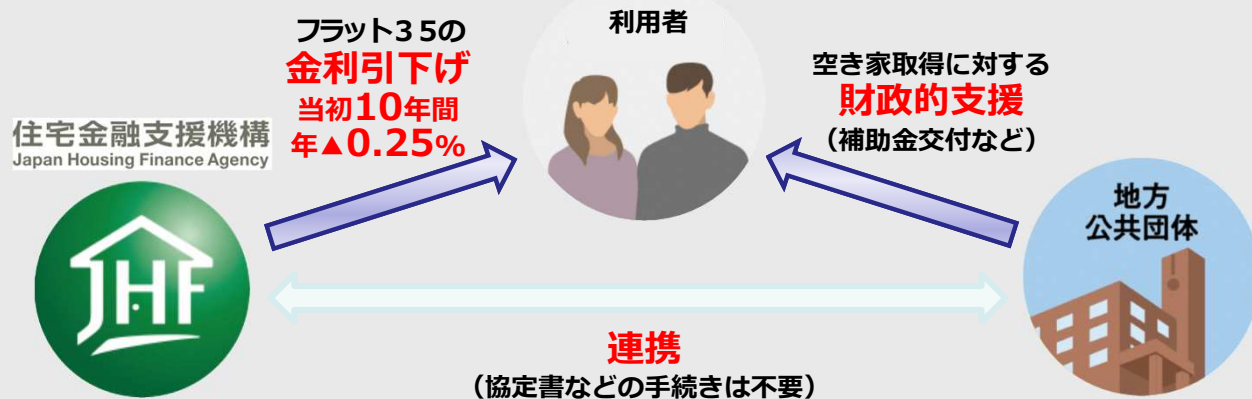 フラット35の
金利引下げ
当初10年間
年▲0.25%
利用者
空き家取得に対する
財政的支援
（補助金交付など）
住宅金融支援機構
Japan Housing Finance Agency
JHF
地方
公共団体
連携
（協定書などの手続きは不要）